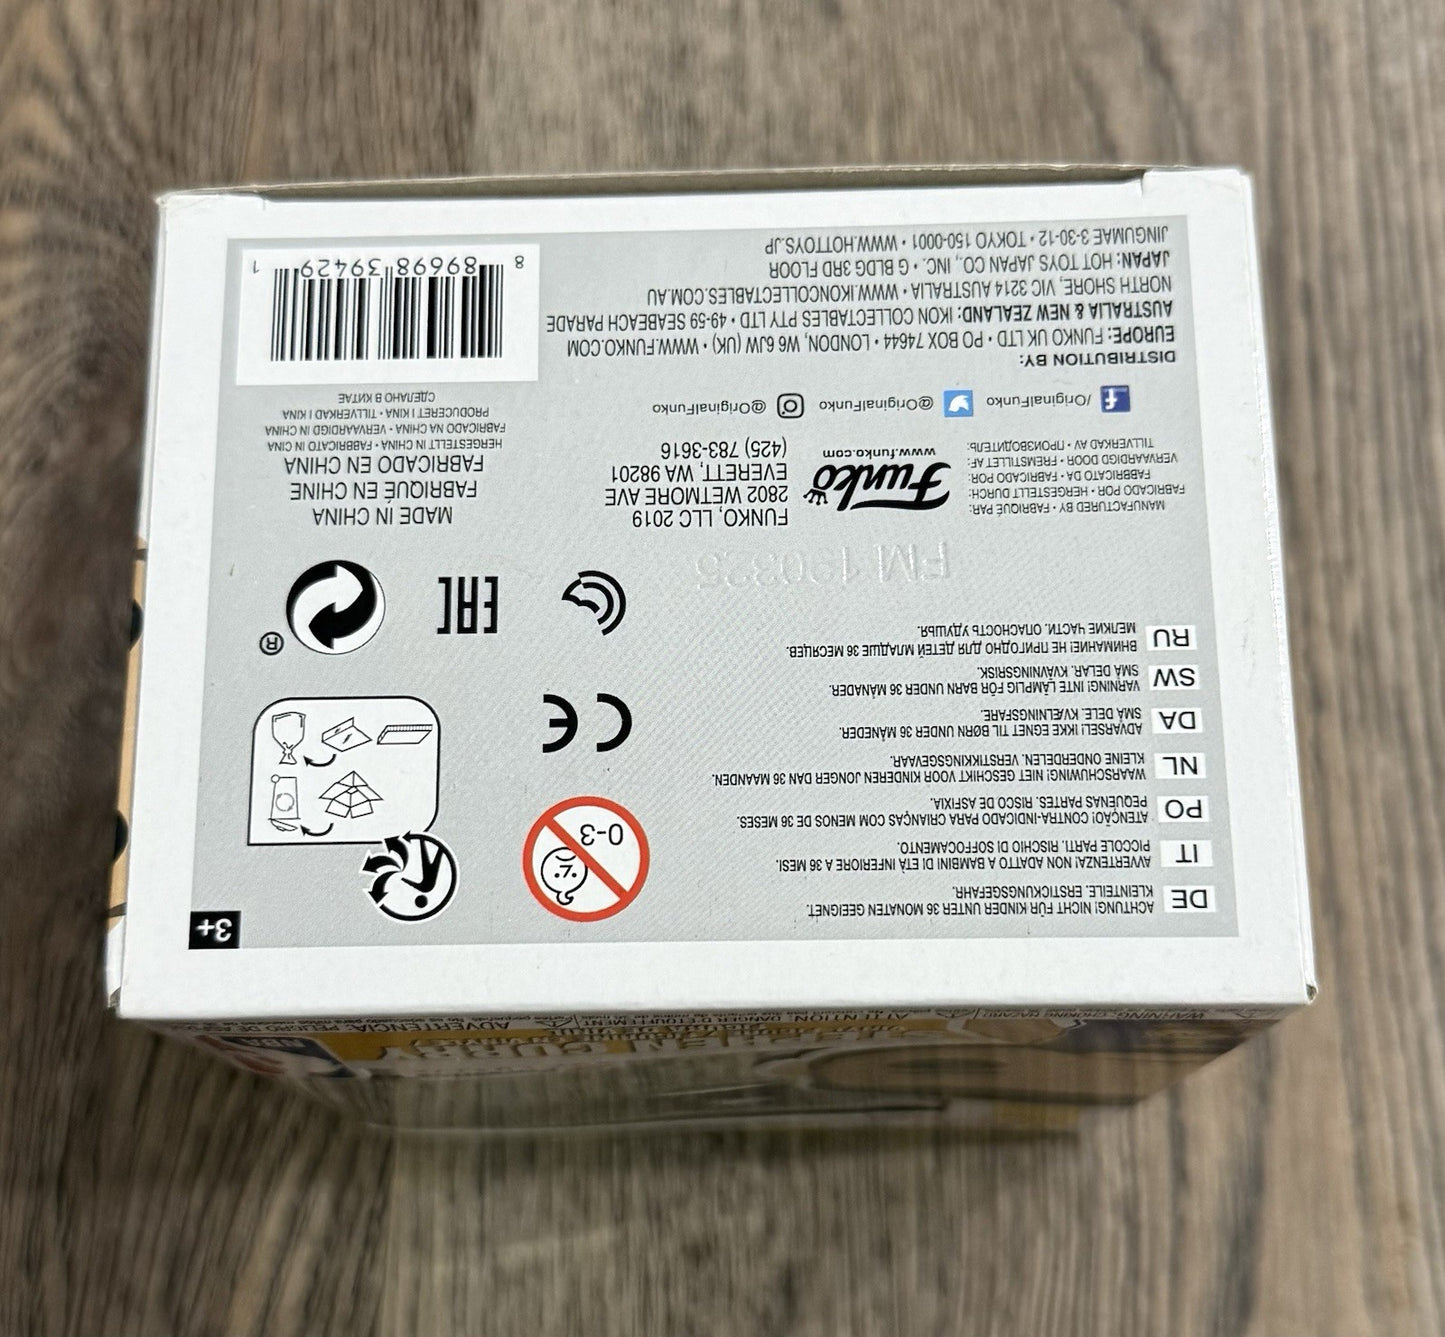 3+
0-3
DE
ACHTUNG! NICHT FÜR KINDER UNTER 36 MONATEN GEEIGNET.
KLEINTEILE. ERSTICKUNGSGEFAHR.
IT
AVVERTENZA! NON ADATTO A BAMBINI DI ETÀ INFERIORE A 36 MESI.
PICCOLE PARTI. RISCHIO DI SOFFOCAMENTO.
PO
ATENÇÃO! CONTRA-INDICADO PARA CRIANÇAS COM MENOS DE 36 MESES.
PEQUENAS PARTES. RISCO DE ASFIXIA.
NL
WAARSCHUWING! NIET GESCHIKT VOOR KINDEREN JONGER DAN 36 MAANDEN.
KLEINE ONDERDELEN. VERSTIKKINGSGEVAAR.
DA
ADVARSEL! IKKE EGNET TIL BØRN UNDER 36 MÅNEDER.
SMÅ DELE. KVÆLNINGSFARE.
SW
VARNING! INTE LÄMPLIG FÖR BARN UNDER 36 MÅNADER.
SMÅ DELAR. KVÄVNINGSRISK.
RU
ВНИМАНИЕ! НЕ ПРИГОДНО ДЛЯ ДЕТЕЙ МЛАДШЕ 36 МЕСЯЦЕВ.
МЕЛКИЕ ЧАСТИ. ОПАСНОСТЬ УДУШЬЯ.
CE
EAC
®
FM 190325
MANUFACTURED BY • FABRIQUÉ PAR:
FABRICADO POR • HERGESTELLT DURCH:
FABBRICATO DA • FABRICADO POR:
VERVAARDIGD DOOR • FREMSTILLET AF:
TILLVERKAD AV • ПРОИЗВОДИТЕЛЬ:
Funko
www.funko.com
FUNKO, LLC 2019
2802 WETMORE AVE
EVERETT, WA 98201
(425) 783-3616
MADE IN CHINA
FABRIQUÉ EN CHINE
FABRICADO EN CHINA
HERGESTELLT IN CHINA • FABBRICATO IN CINA
FABRICADO NA CHINA • VERVAARDIGD IN CHINA
PRODUCERET I KINA • TILLVERKAD I KINA
СДЕЛАНО В КИТАЕ
/OriginalFunko @OriginalFunko @OriginalFunko
DISTRIBUTION BY:
EUROPE: FUNKO UK LTD • PO BOX 74644 • LONDON, W6 6JW (UK) • WWW.FUNKO.COM
AUSTRALIA & NEW ZEALAND: IKON COLLECTABLES PTY LTD • 49-59 SEABEACH PARADE
NORTH SHORE, VIC 3214 AUSTRALIA • WWW.IKONCOLLECTABLES.COM.AU
JAPAN: HOT TOYS JAPAN CO., INC. • G BLDG 3RD FLOOR
JINGUMAE 3-30-12 • TOKYO 150-0001 • WWW.HOTTOYS.JP
8 89698 39429 1
NBA